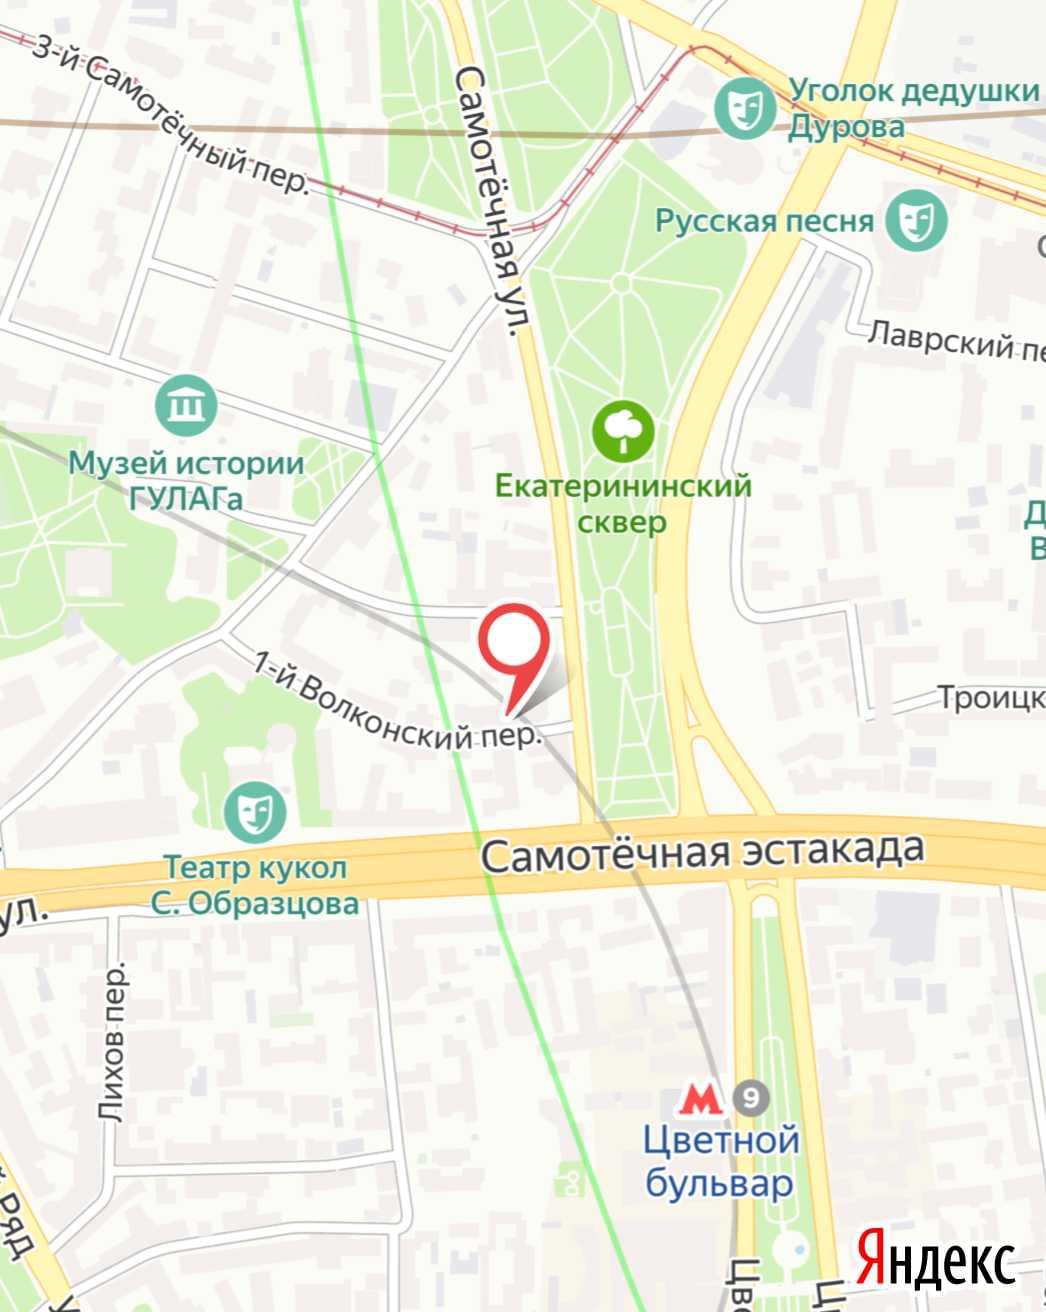 3-й Самотёчный пер.
Самотёчная ул.
Уголок дедушки
Дурова
Русская песня
Лаврский пе
Музей истории
ГУЛАГа
Екатерининский
сквер
1-й Волконский пер.
Троицк
Театр кукол
С. Образцова
Самотёчная эстакада
ул.
Лихов пер.
9
Цветной
бульвар
Ряд
Яндекс